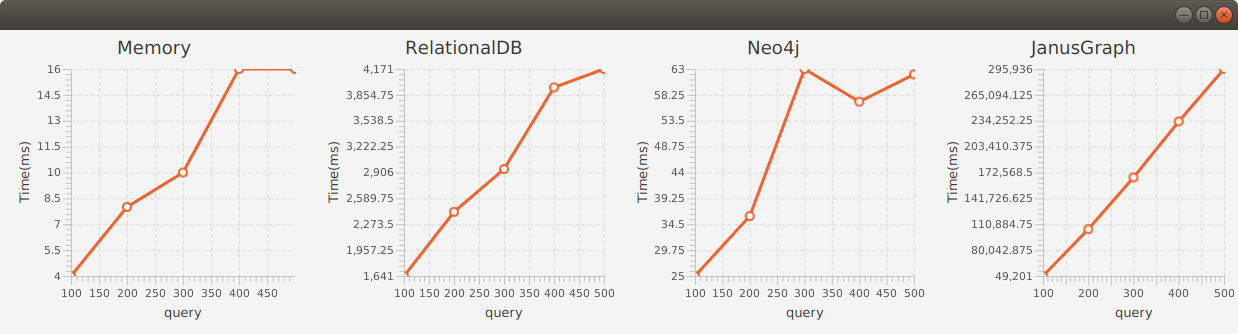 Memory
Time(ms)
16
14.5
13
11.5
10
8.5
7
5.5
4
100 150 200 250 300 350 400 450
query
RelationalDB
Time(ms)
4,171
3,854.75
3,538.5
3,222.25
2,906
2,589.75
2,273.5
1,957.25
1,641
100 150 200 250 300 350 400 450 500
query
Neo4j
Time(ms)
63
58.25
53.5
48.75
44
39.25
34.5
29.75
25
100 150 200 250 300 350 400 450 500
query
JanusGraph
Time(ms)
295,936
265,094.125
234,252.25
203,410.375
172,568.5
141,726.625
110,884.75
80,042.875
49,201
100 200 300 400 500
query